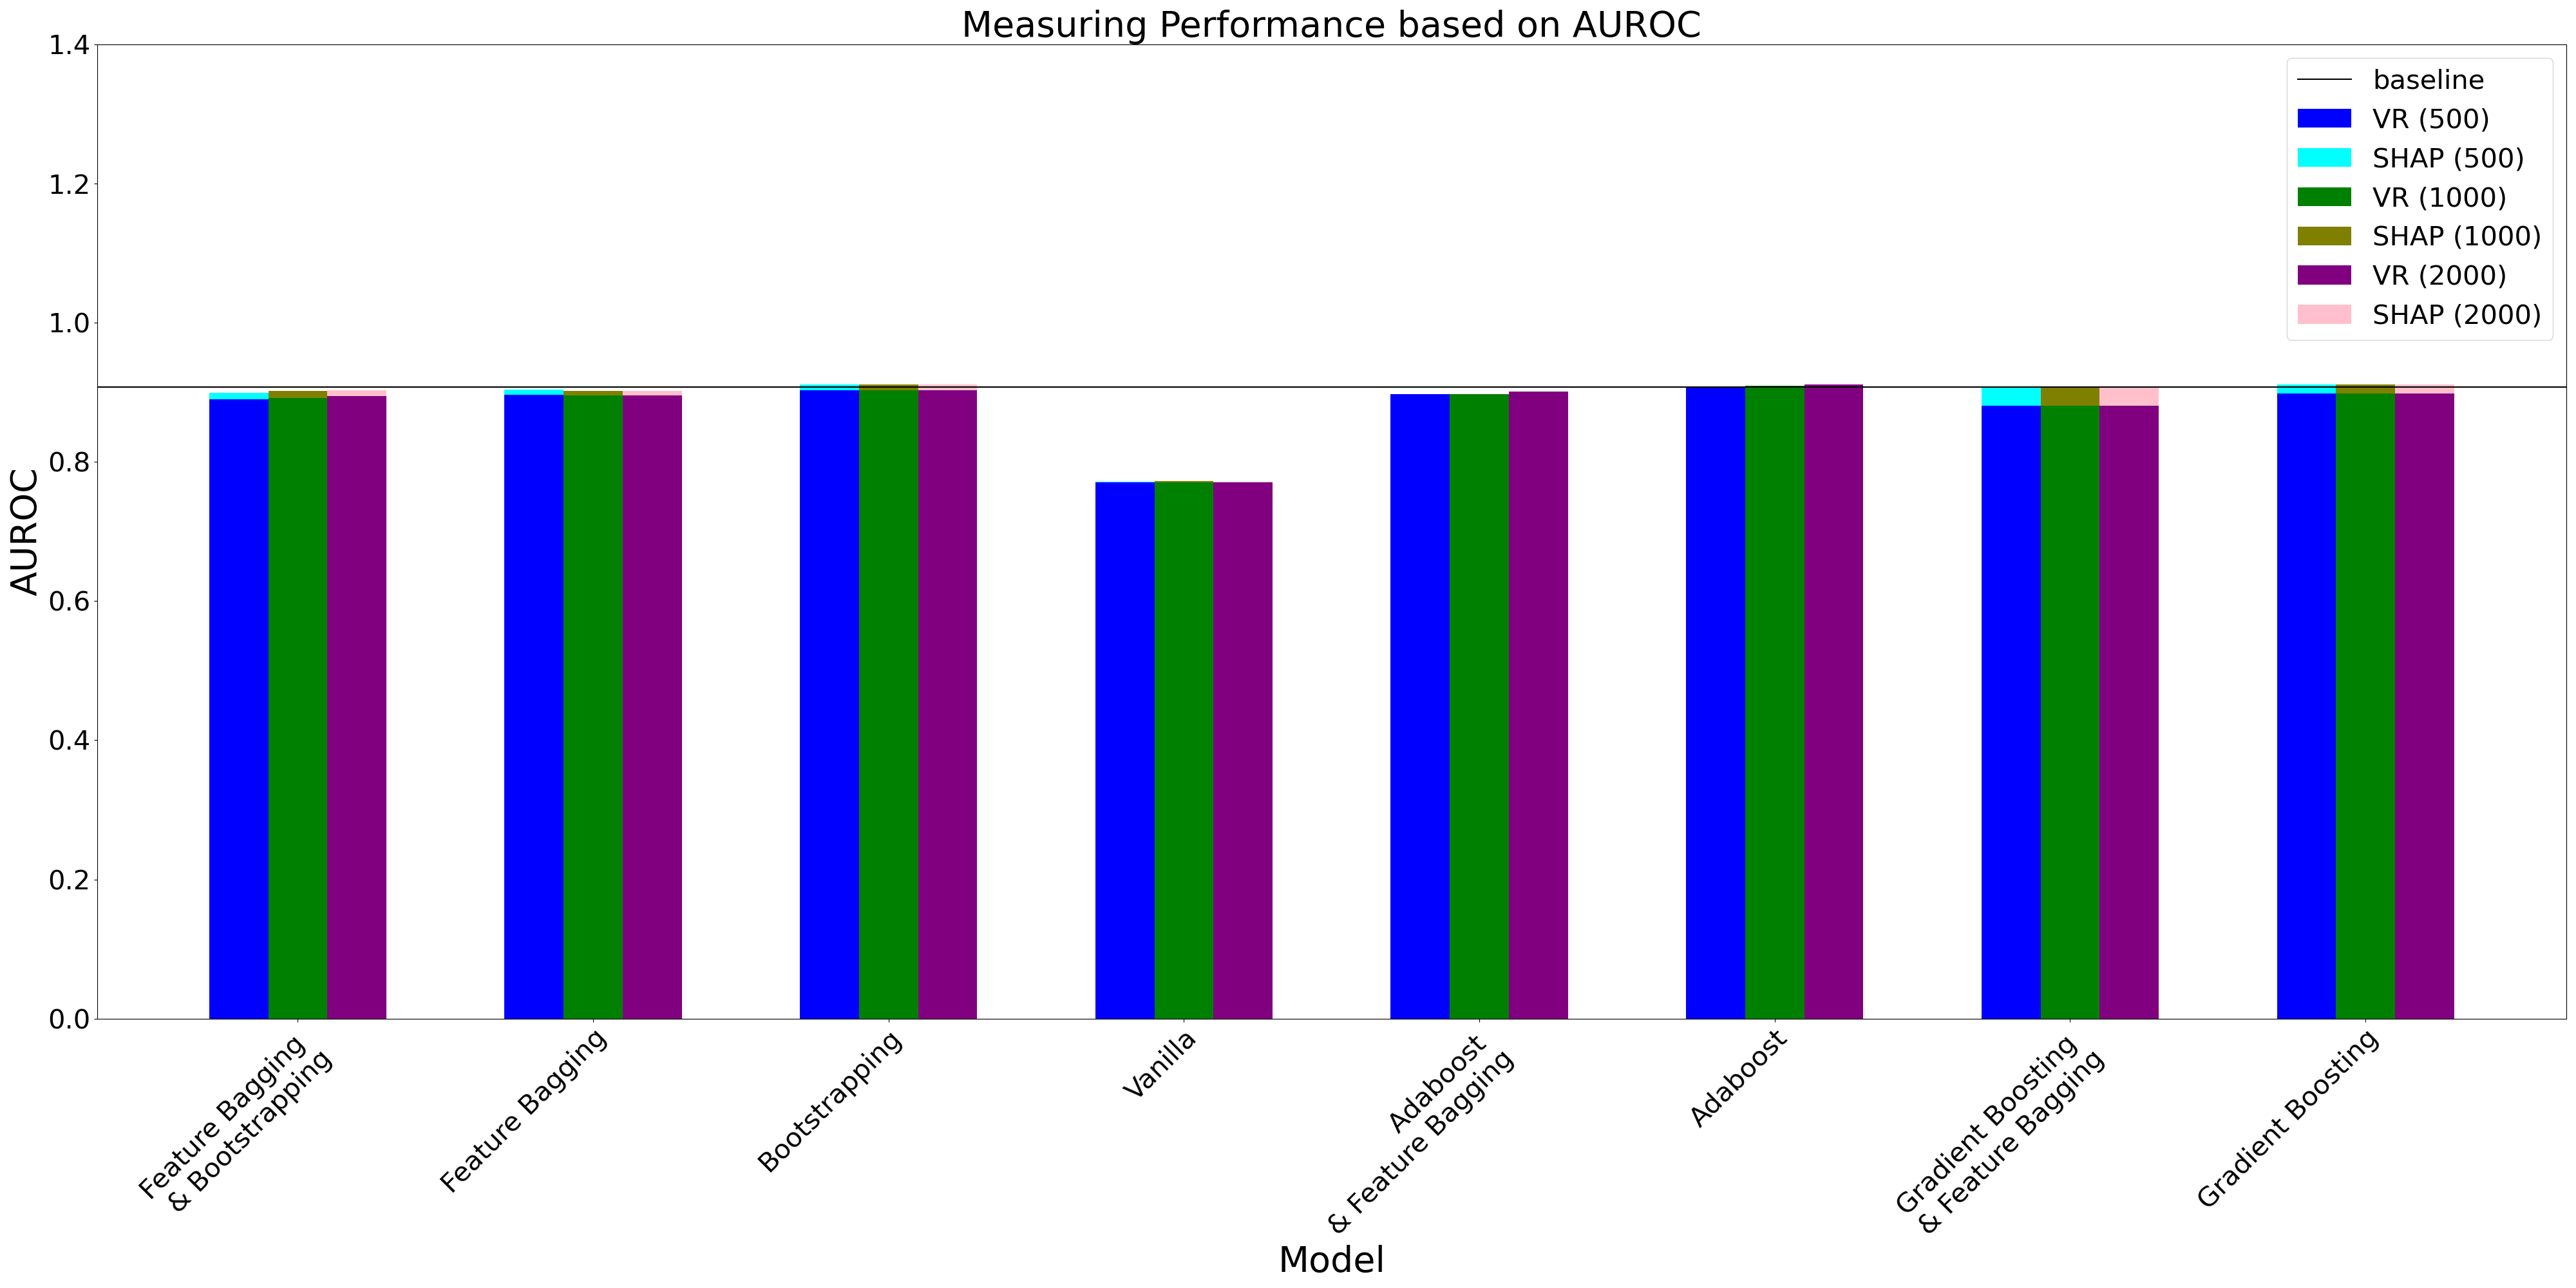 Measuring Performance based on AUROC
1.4
1.2
1.0
0.8
0.6
0.4
0.2
0.0
AUROC
baseline
VR (500)
SHAP (500)
VR (1000)
SHAP (1000)
VR (2000)
SHAP (2000)
Feature Bagging
& Bootstrapping
Feature Bagging
Bootstrapping
Vanilla
Adaboost
& Feature Bagging
Adaboost
Gradient Boosting
& Feature Bagging
Gradient Boosting
Model